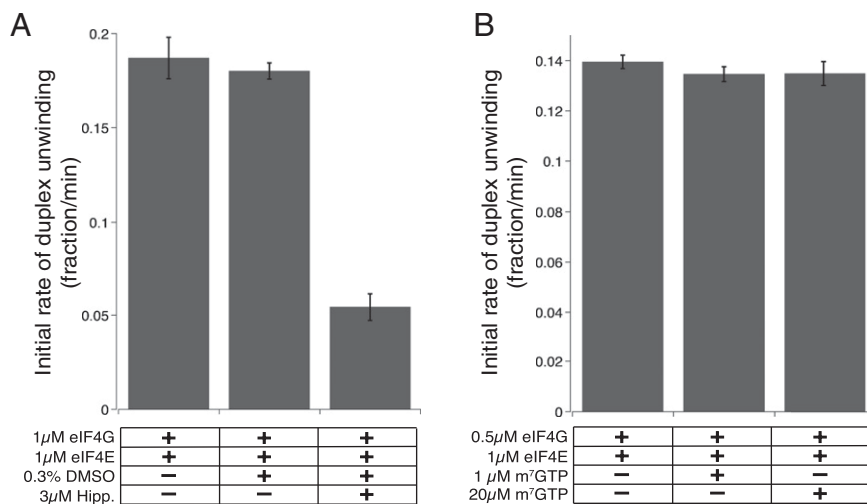 A
Initial rate of duplex unwinding
(fraction/min)
0.2
0.15
0.1
0.05
0
1μM eIF4G + + +
1μM eIF4E + + +
0.3% DMSO − + +
3μM Hipp. − − +
B
Initial rate of duplex unwinding
(fraction/min)
0.14
0.12
0.1
0.08
0.06
0.04
0.02
0
0.5μM eIF4G + + +
1μM eIF4E + + +
1 μM m⁷GTP − + −
20μM m⁷GTP − − +